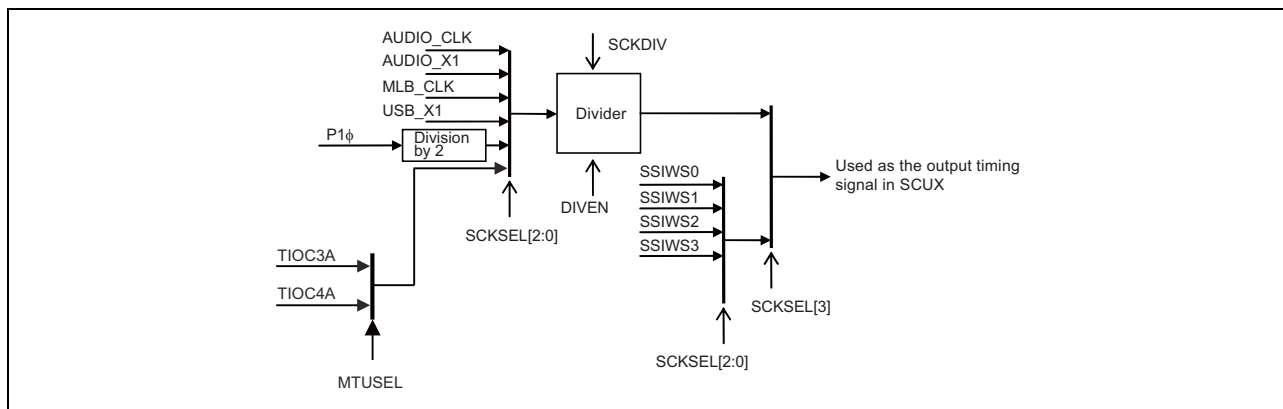 AUDIO_CLK
AUDIO_X1
MLB_CLK
USB_X1
P1ϕ
Division
by 2
SCKDIV
Divider
DIVEN
SCKSEL[2:0]
TIOC3A
TIOC4A
MTUSEL
SSIWS0
SSIWS1
SSIWS2
SSIWS3
SCKSEL[2:0]
SCKSEL[3]
Used as the output timing
signal in SCUX